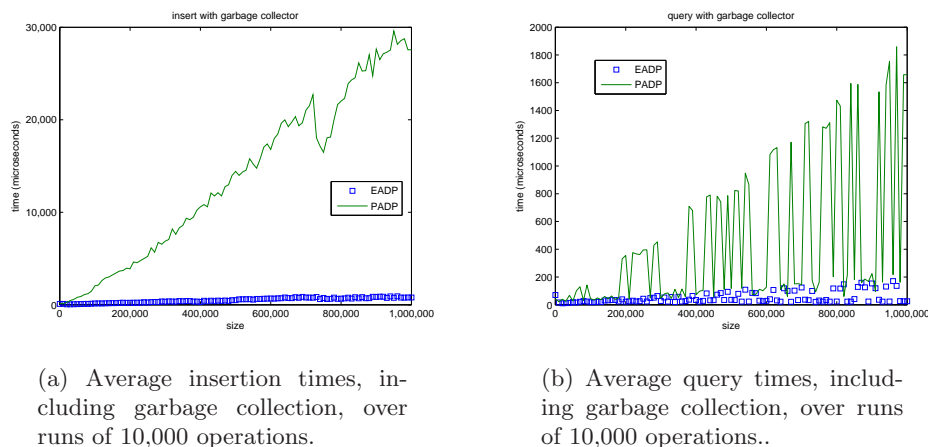 insert with garbage collector
30,000
20,000
10,000
0
time (microseconds)
EADP
PADP
0
200,000
400,000
600,000
800,000
1,000,000
size
query with garbage collector
2000
1800
1600
1400
1200
1000
800
600
400
200
0
time (microseconds)
EADP
PADP
0
200,000
400,000
600,000
800,000
1,000,000
size
(a) Average insertion times, in-
cluding garbage collection, over
runs of 10,000 operations.
(b) Average query times, includ-
ing garbage collection, over runs
of 10,000 operations..